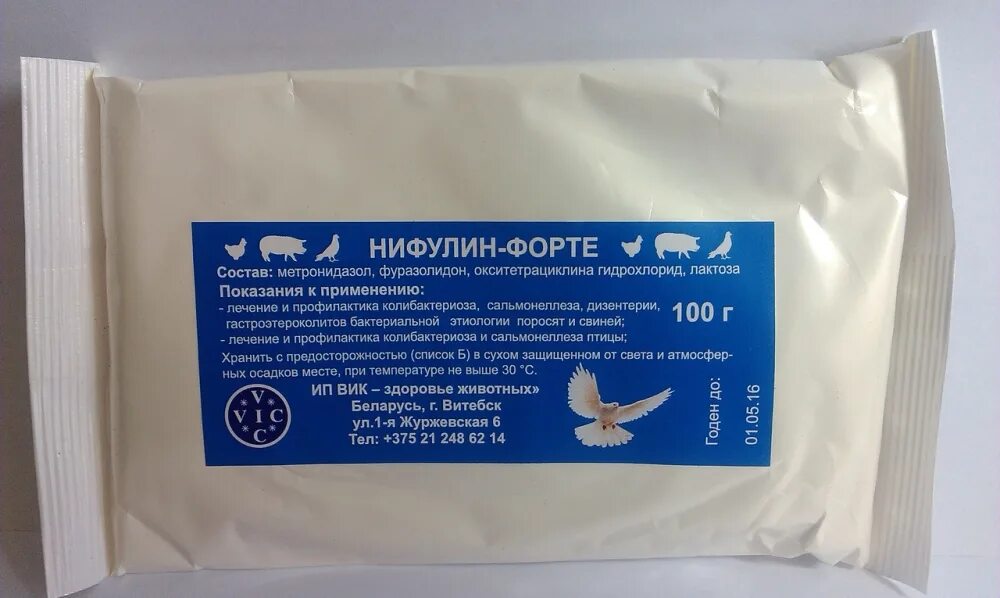 НИФУЛИН-ФОРТЕ
Состав: метронидазол, фуразолидон, окситетрациклина гидрохлорид, лактоза
Показания к применению:
- лечение и профилактика колибактериоза, сальмонеллеза, дизентерии,
гастроэтероколитов бактериальной этиологии поросят и свиней;
- лечение и профилактика колибактериоза и сальмонеллеза птицы;
100 г
Хранить с предосторожностью (список Б) в сухом защищенном от света и атмосфер-
ных осадков месте, при температуре не выше 30 °С.
ИП ВИК – здоровье животных»
Беларусь, г. Витебск
ул.1-я Журжевская 6
Тел: +375 21 248 62 14
V
VIC
C
Годен до:
01.05.16